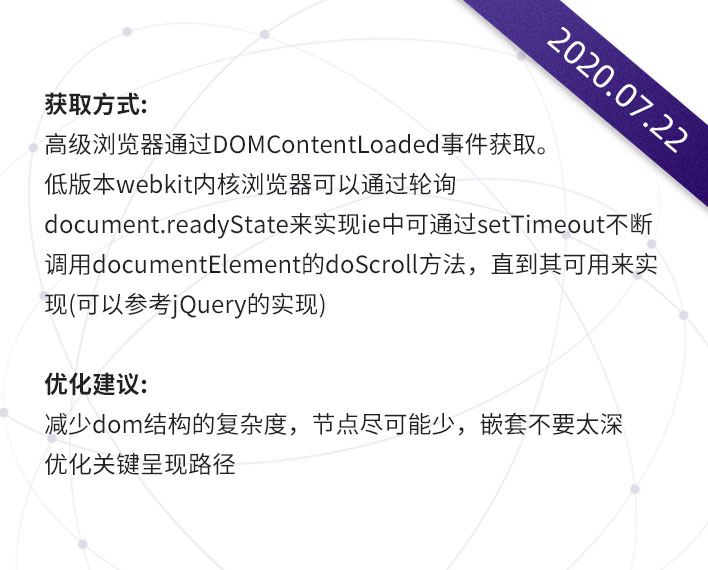 2020.07.22
获取方式:
高级浏览器通过DOMContentLoaded事件获取。
低版本webkit内核浏览器可以通过轮询
document.readyState来实现ie中可通过setTimeout不断
调用documentElement的doScroll方法，直到其可用来实
现(可以参考jQuery的实现)
优化建议:
减少dom结构的复杂度，节点尽可能少，嵌套不要太深
优化关键呈现路径